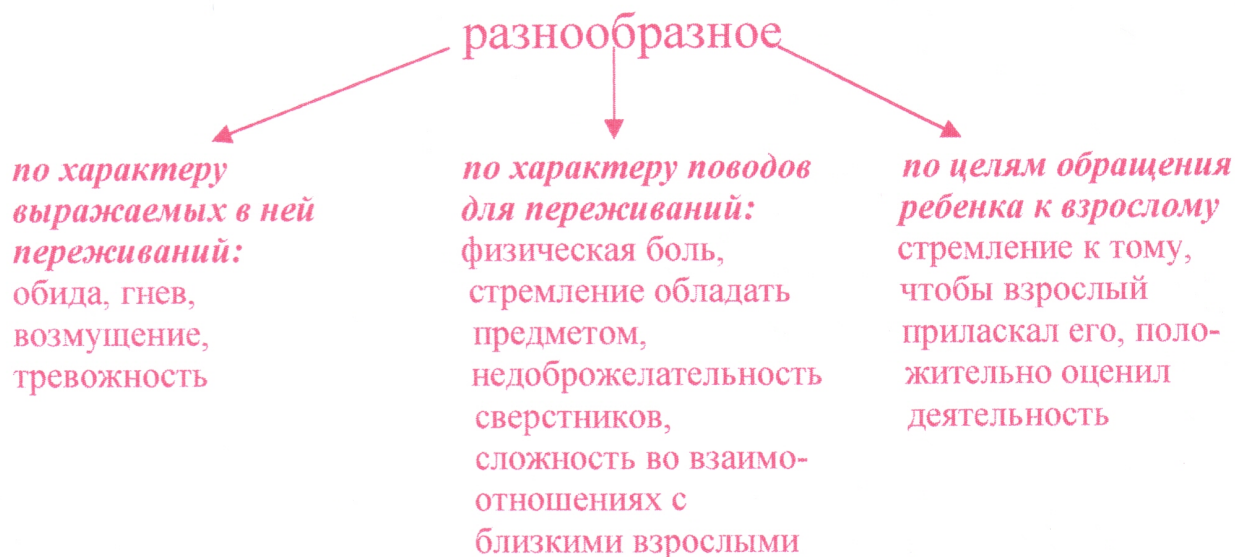 разнообразное
по характеру
выражаемых в ней
переживаний:
обида, гнев,
возмущение,
тревожность
по характеру поводов
для переживаний:
физическая боль,
стремление обладать
предметом,
недоброжелательность
сверстников,
сложность во взаимо-
отношениях с
близкими взрослыми
по целям обращения
ребенка к взрослому
стремление к тому,
чтобы взрослый
приласкал его, поло-
жительно оценил
деятельность